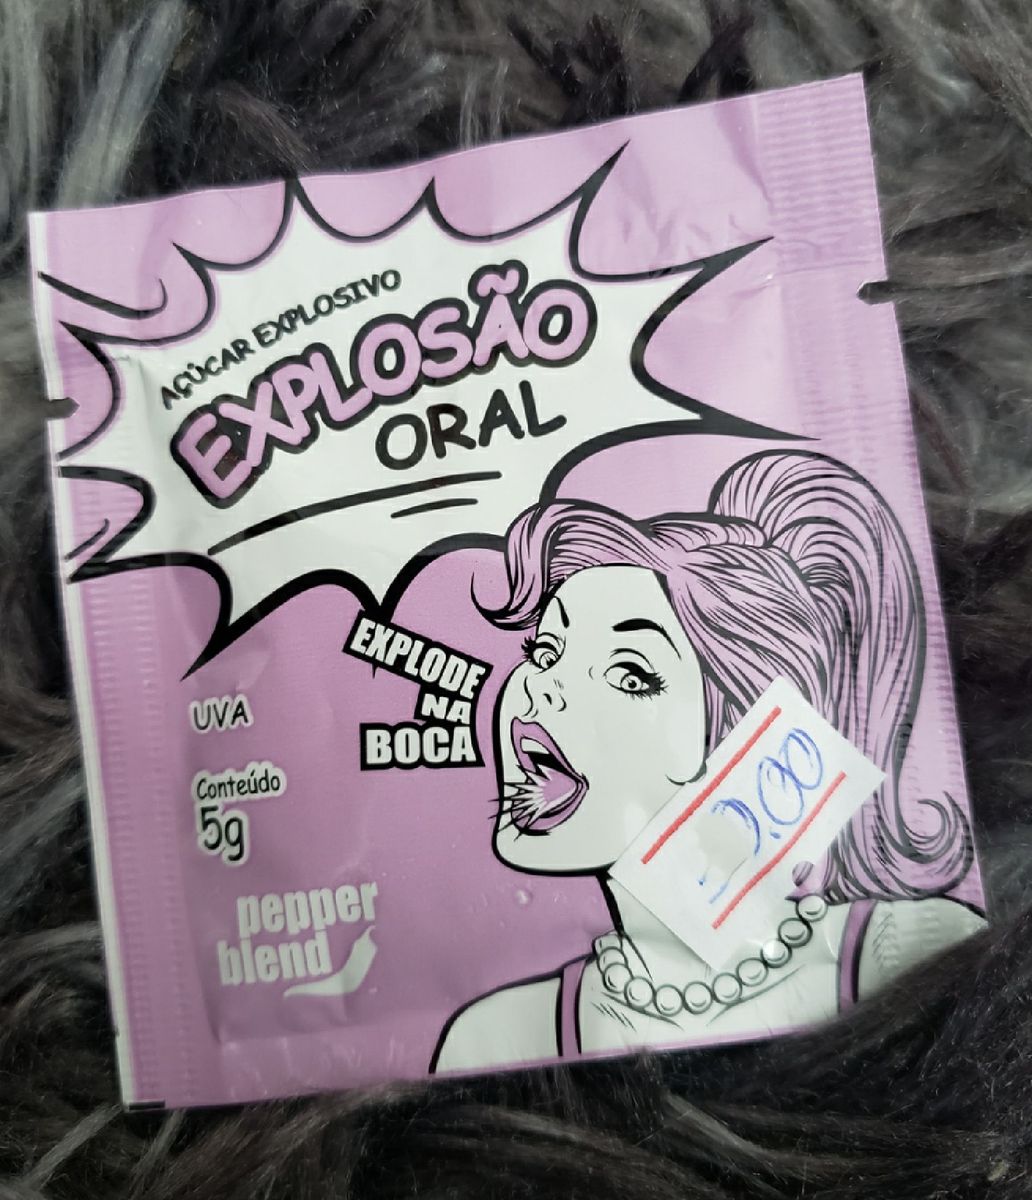 AÇÚCAR EXPLOSIVO
EXPLOSÃO
ORAL
EXPLODE
NA
BOCA
UVA
Conteúdo
5g
pepper
blend